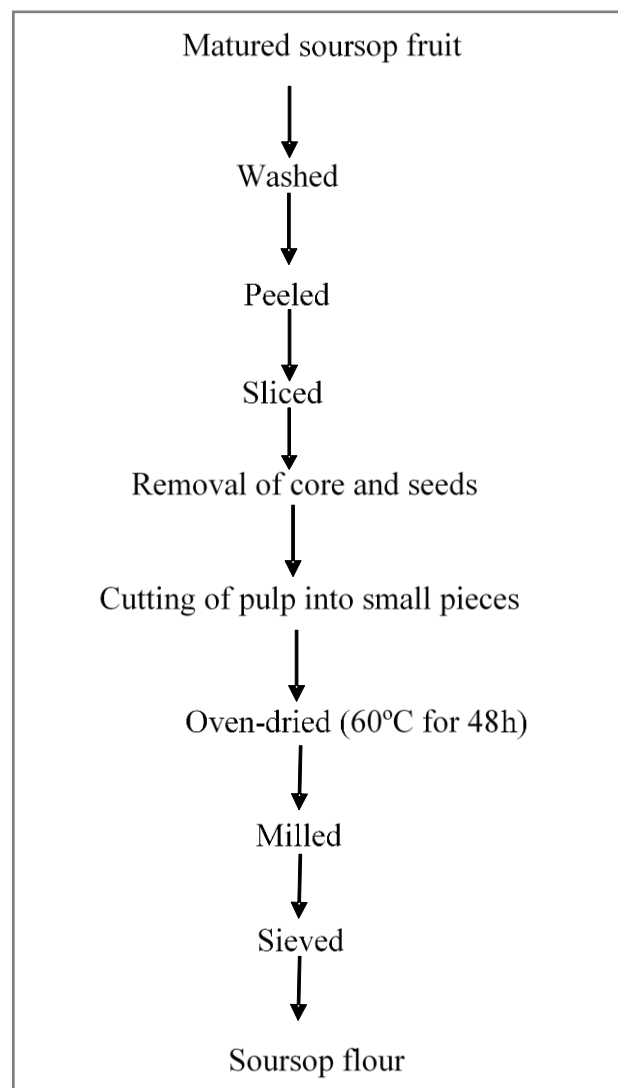 Matured soursop fruit
Washed
Peeled
Sliced
Removal of core and seeds
Cutting of pulp into small pieces
Oven-dried (60ºC for 48h)
Milled
Sieved
Soursop flour